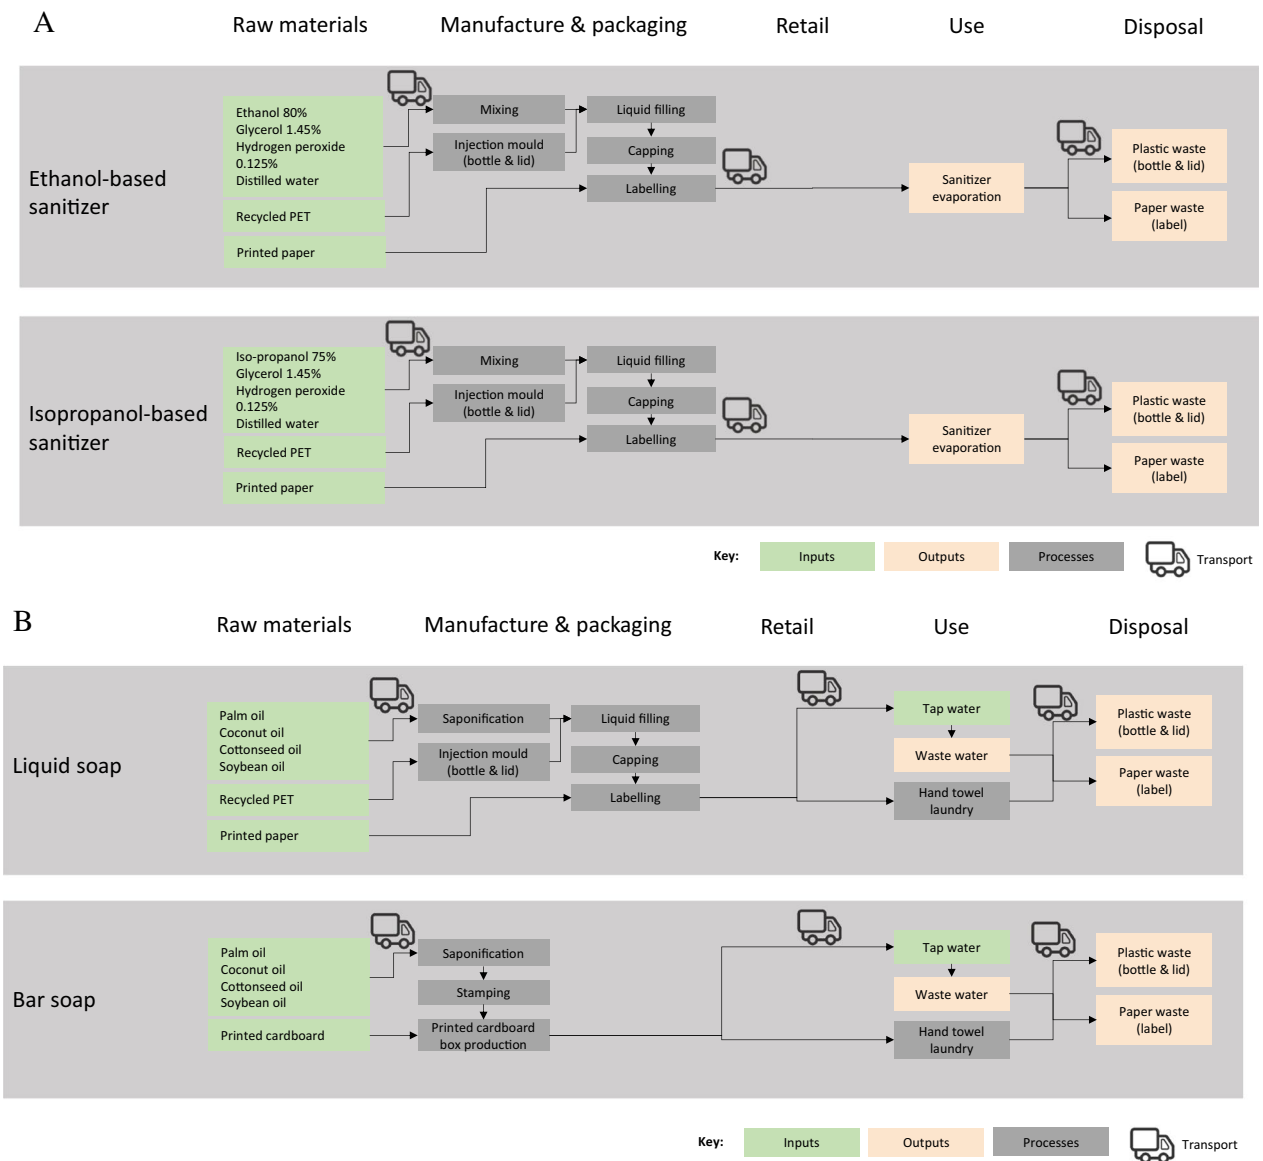 A
Raw materials
Manufacture & packaging
Retail
Use
Disposal
Ethanol-based
sanitizer
Ethanol 80%
Glycerol 1.45%
Hydrogen peroxide
0.125%
Distilled water
Recycled PET
Printed paper
Mixing
Injection mould
(bottle & lid)
Liquid filling
Capping
Labelling
Sanitizer
evaporation
Plastic waste
(bottle & lid)
Paper waste
(label)
Isopropanol-based
sanitizer
Iso-propanol 75%
Glycerol 1.45%
Hydrogen peroxide
0.125%
Distilled water
Recycled PET
Printed paper
Mixing
Injection mould
(bottle & lid)
Liquid filling
Capping
Labelling
Sanitizer
evaporation
Plastic waste
(bottle & lid)
Paper waste
(label)
Key:
Inputs
Outputs
Processes
Transport
B
Raw materials
Manufacture & packaging
Retail
Use
Disposal
Liquid soap
Palm oil
Coconut oil
Cottonseed oil
Soybean oil
Recycled PET
Printed paper
Saponification
Injection mould
(bottle & lid)
Liquid filling
Capping
Labelling
Tap water
Waste water
Hand towel
laundry
Plastic waste
(bottle & lid)
Paper waste
(label)
Bar soap
Palm oil
Coconut oil
Cottonseed oil
Soybean oil
Printed cardboard
Saponification
Stamping
Printed cardboard
box production
Tap water
Waste water
Hand towel
laundry
Plastic waste
(bottle & lid)
Paper waste
(label)
Key:
Inputs
Outputs
Processes
Transport